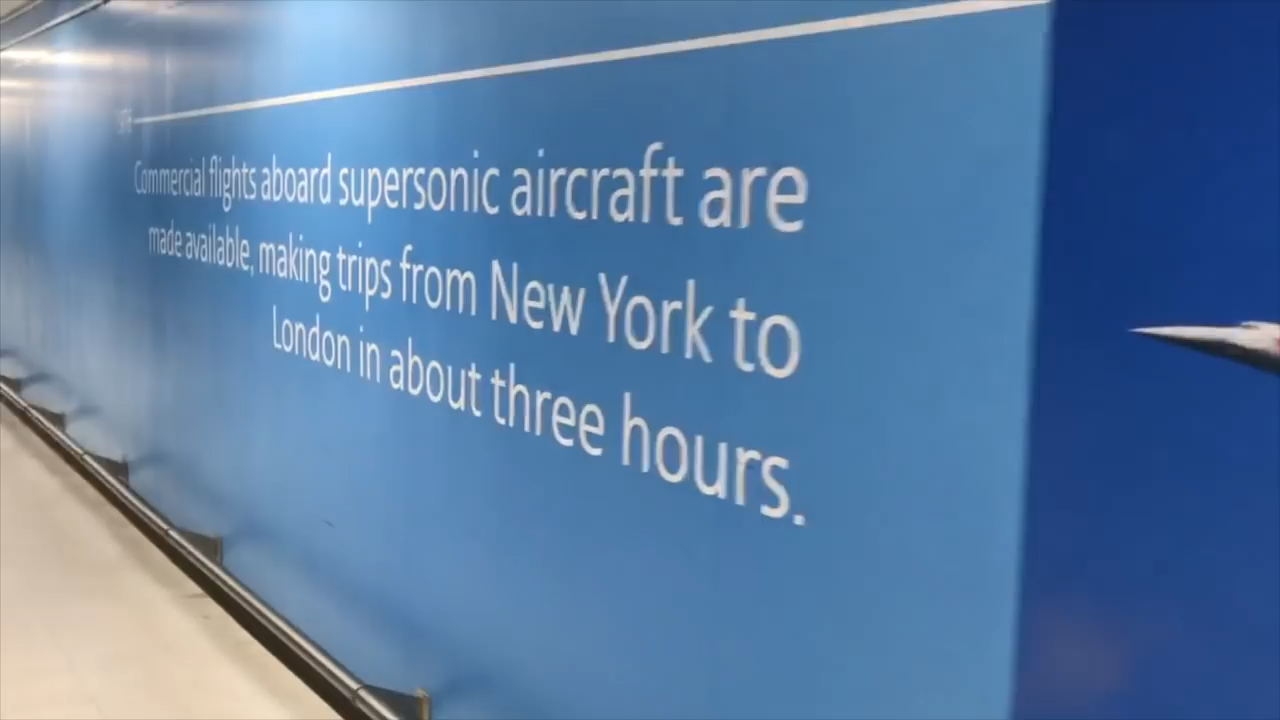 Commercial flights aboard supersonic aircraft are
made available, making trips from New York to
London in about three hours.